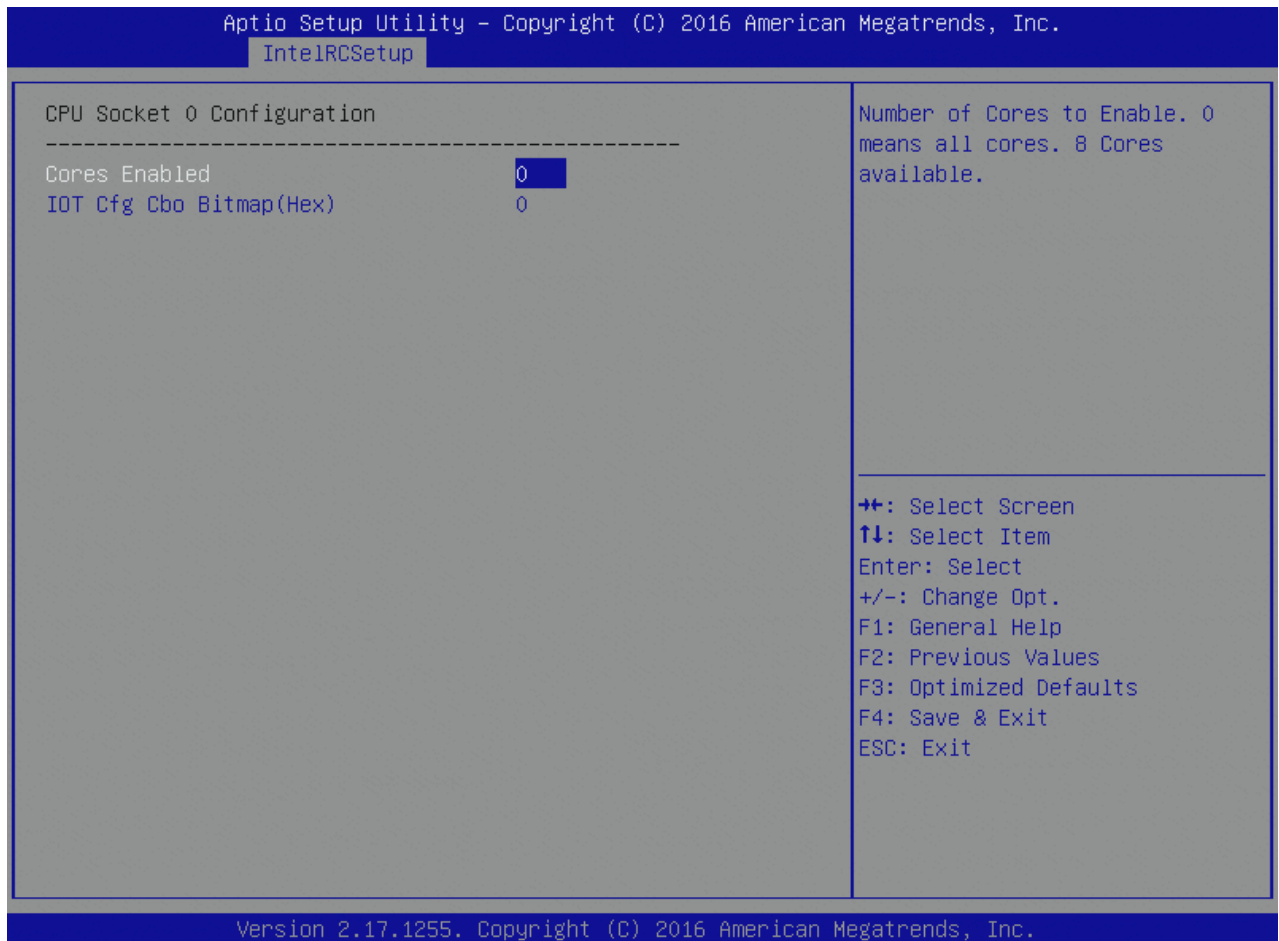 Aptio Setup Utility – Copyright (C) 2016 American Megatrends, Inc.
IntelRCSetup
CPU Socket 0 Configuration
--------------------------------------------------
Cores Enabled 0
IOT Cfg Cbo Bitmap(Hex) 0
Number of Cores to Enable. 0
means all cores. 8 Cores
available.
→←: Select Screen
↑↓: Select Item
Enter: Select
+/-: Change Opt.
F1: General Help
F2: Previous Values
F3: Optimized Defaults
F4: Save & Exit
ESC: Exit
Version 2.17.1255. Copyright (C) 2016 American Megatrends, Inc.